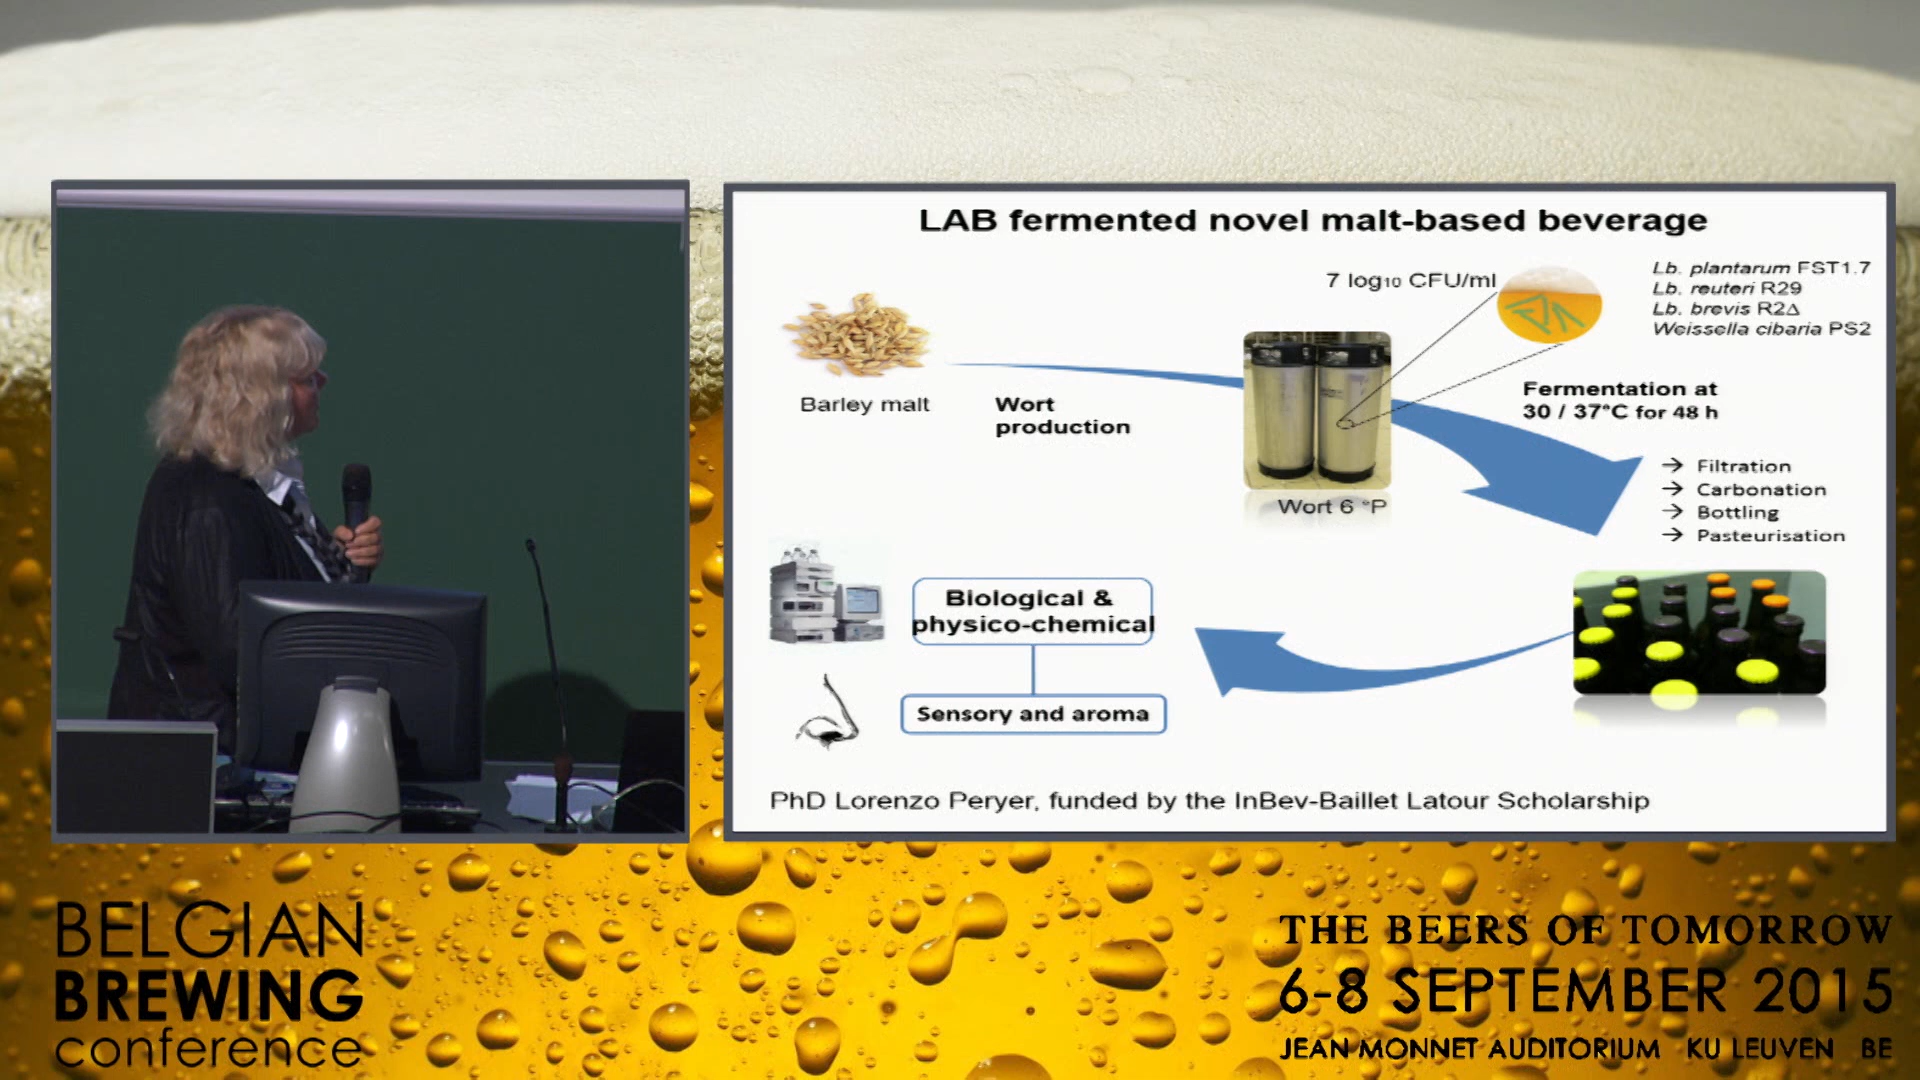 LAB fermented novel malt-based beverage
7 log10 CFU/ml
Lb. plantarum FST1.7
Lb. reuteri R29
Lb. brevis R2Δ
Weissella cibaria PS2
Barley malt
Wort
production
Fermentation at
30 / 37°C for 48 h
Wort 6 °P
→ Filtration
→ Carbonation
→ Bottling
→ Pasteurisation
Biological &
physico-chemical
Sensory and aroma
PhD Lorenzo Peryer, funded by the InBev-Baillet Latour Scholarship
BELGIAN
BREWING
conference
THE BEERS OF TOMORROW
6-8 SEPTEMBER 2015
JEAN MONNET AUDITORIUM KU LEUVEN BE